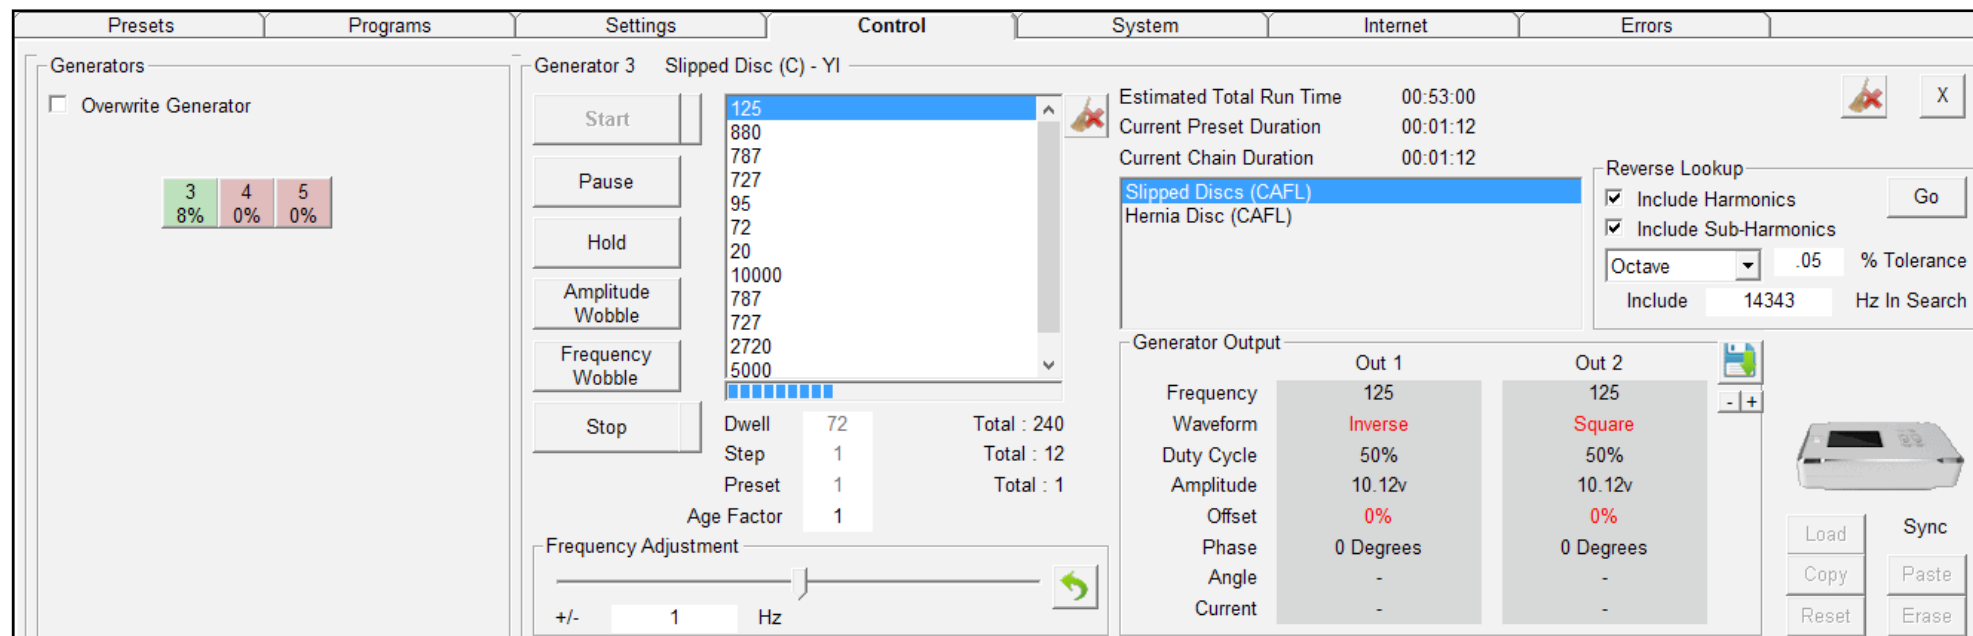 Presets Programs Settings Control System Internet Errors
Generators
Overwrite Generator
3 4 5
8% 0% 0%
Generator 3 Slipped Disc (C) - YI
Start
Pause
Hold
Amplitude
Wobble
Frequency
Wobble
Stop
125
880
787
727
95
72
20
10000
787
727
2720
5000
Dwell 72 Total : 240
Step 1 Total : 12
Preset 1 Total : 1
Age Factor 1
Frequency Adjustment
+/- 1 Hz
Estimated Total Run Time 00:53:00
Current Preset Duration 00:01:12
Current Chain Duration 00:01:12
X
Slipped Discs (CAFL)
Hernia Disc (CAFL)
Reverse Lookup
Include Harmonics
Go
Include Sub-Harmonics
Octave .05 % Tolerance
Include 14343 Hz In Search
Generator Output
Out 1 Out 2
Frequency 125 125
- +
Waveform Inverse Square
Duty Cycle 50% 50%
Amplitude 10.12v 10.12v
Offset 0% 0%
Phase 0 Degrees 0 Degrees
Angle - -
Current - -
Load Sync
Copy Paste
Reset Erase